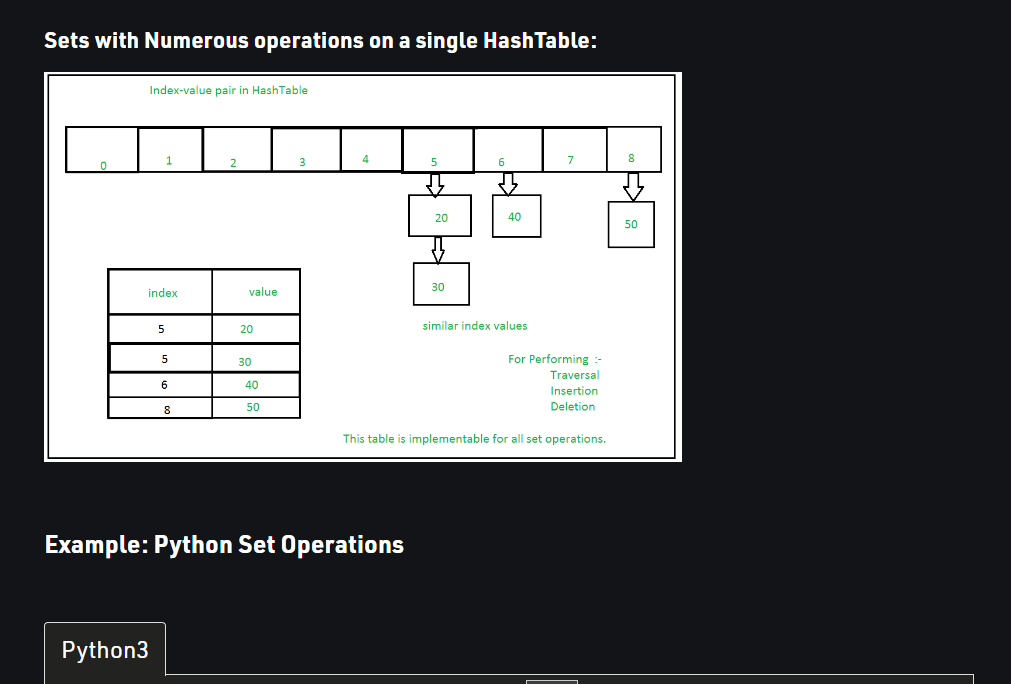 Sets with Numerous operations on a single HashTable:
Index-value pair in HashTable
0 1 2 3 4 5 6 7 8
20 40 50
30
index value
5 20
5 30
6 40
8 50
similar index values
For Performing :-
Traversal
Insertion
Deletion
This table is implementable for all set operations.
Example: Python Set Operations
Python3